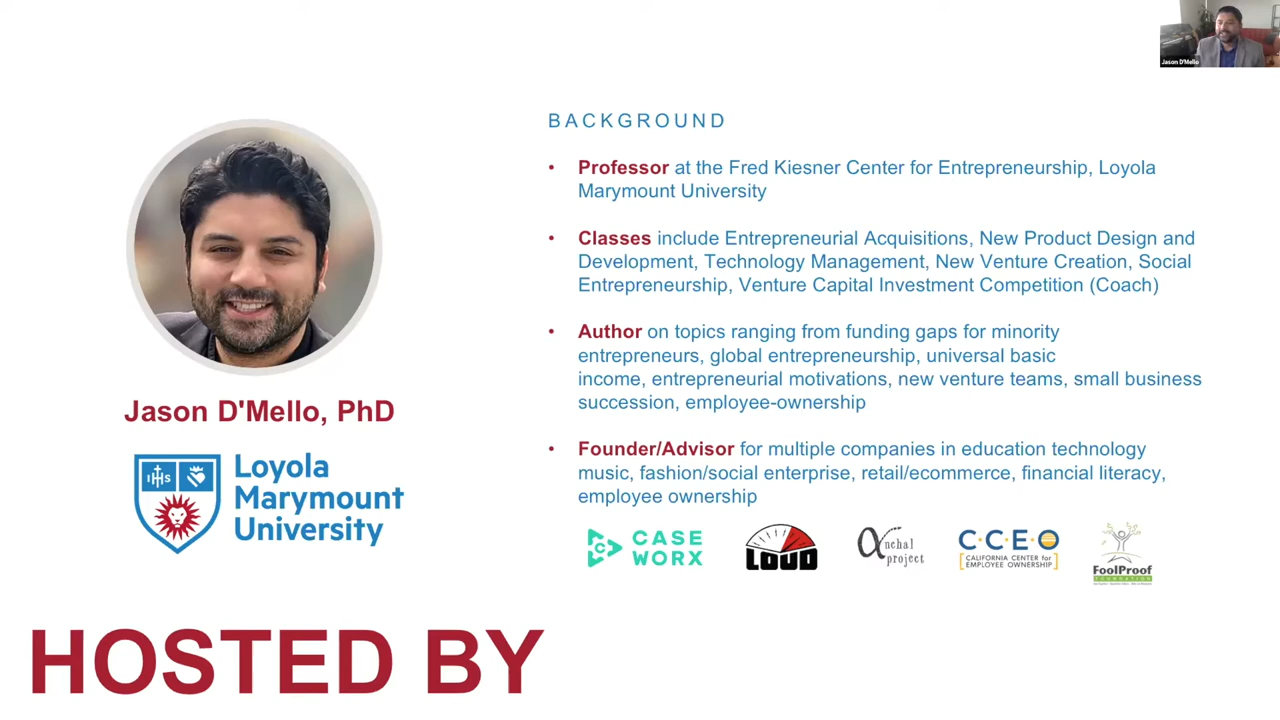 Jason D'Mello
BACKGROUND
• Professor at the Fred Kiesner Center for Entrepreneurship, Loyola
Marymount University
• Classes include Entrepreneurial Acquisitions, New Product Design and
Development, Technology Management, New Venture Creation, Social
Entrepreneurship, Venture Capital Investment Competition (Coach)
• Author on topics ranging from funding gaps for minority
entrepreneurs, global entrepreneurship, universal basic
income, entrepreneurial motivations, new venture teams, small business
succession, employee-ownership
• Founder/Advisor for multiple companies in education technology
music, fashion/social enterprise, retail/ecommerce, financial literacy,
employee ownership
Jason D'Mello, PhD
IHS
Loyola
Marymount
University
C
CASE
WORX
LOUD
αnchal
project
C·C·E·O
CALIFORNIA CENTER for
EMPLOYEE OWNERSHIP
FoolProof
FOUNDATION
HOSTED BY